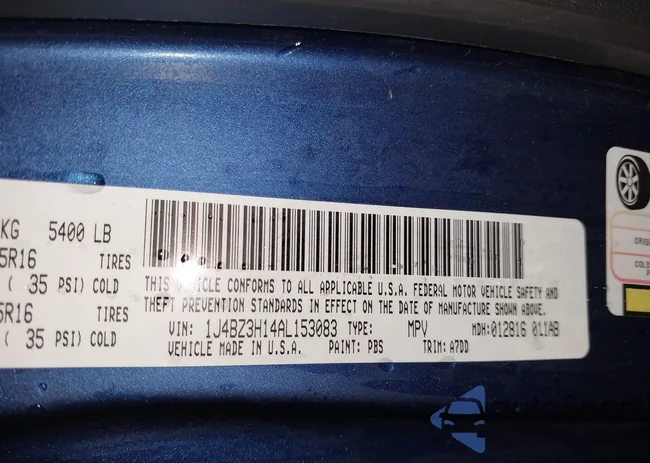 KG 5400 LB
5R16 TIRES
( 35 PSI) COLD
5R16 TIRES
( 35 PSI) COLD
THIS VEHICLE CONFORMS TO ALL APPLICABLE U.S.A. FEDERAL MOTOR VEHICLE SAFETY AND
THEFT PREVENTION STANDARDS IN EFFECT ON THE DATE OF MANUFACTURE SHOWN ABOVE.
VIN: 1J4BZ3H14AL153083 TYPE: MPV MDH: 012816 011AB
VEHICLE MADE IN U.S.A. PAINT: PBS TRIM: A7DD
COLD